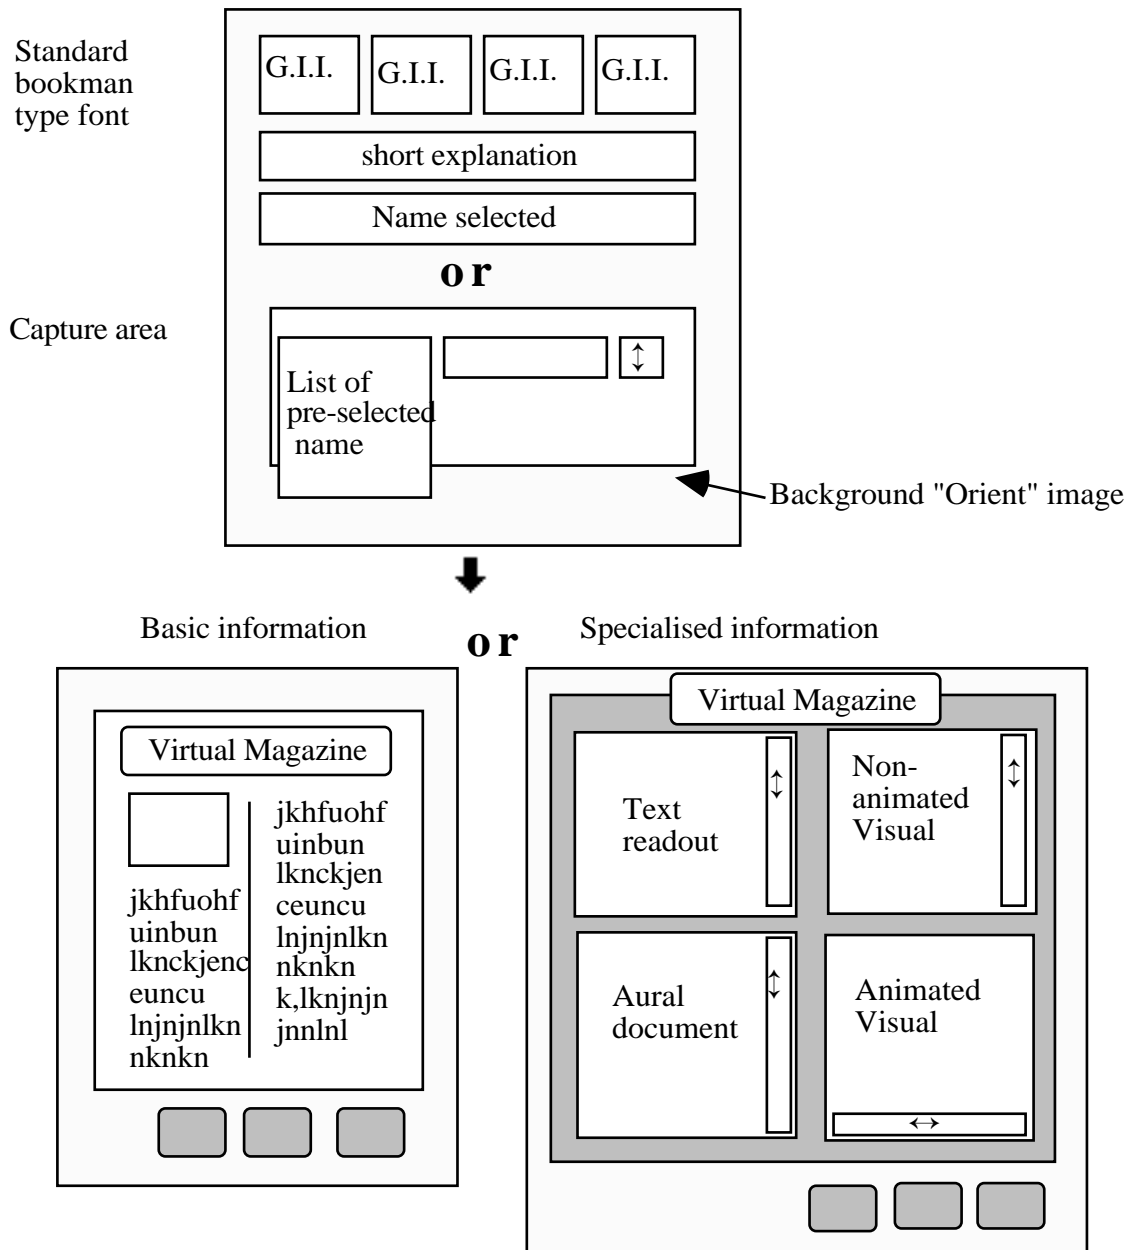 Standard
bookman
type font
G.I.I. G.I.I. G.I.I. G.I.I.
short explanation
Name selected
or
Capture area
List of
pre-selected
name
Background "Orient" image
Basic information
or
Specialised information
Virtual Magazine
jkhfuohf
uinbun
lknckjenc
euncu
lnjnjnlkn
nknkn
jkhfuohf
uinbun
lknckjen
ceuncu
lnjnjnlkn
nknkn
k,lknjnjn
jnnlnl
Virtual Magazine
Text
readout
Non-
animated
Visual
Aural
document
Animated
Visual